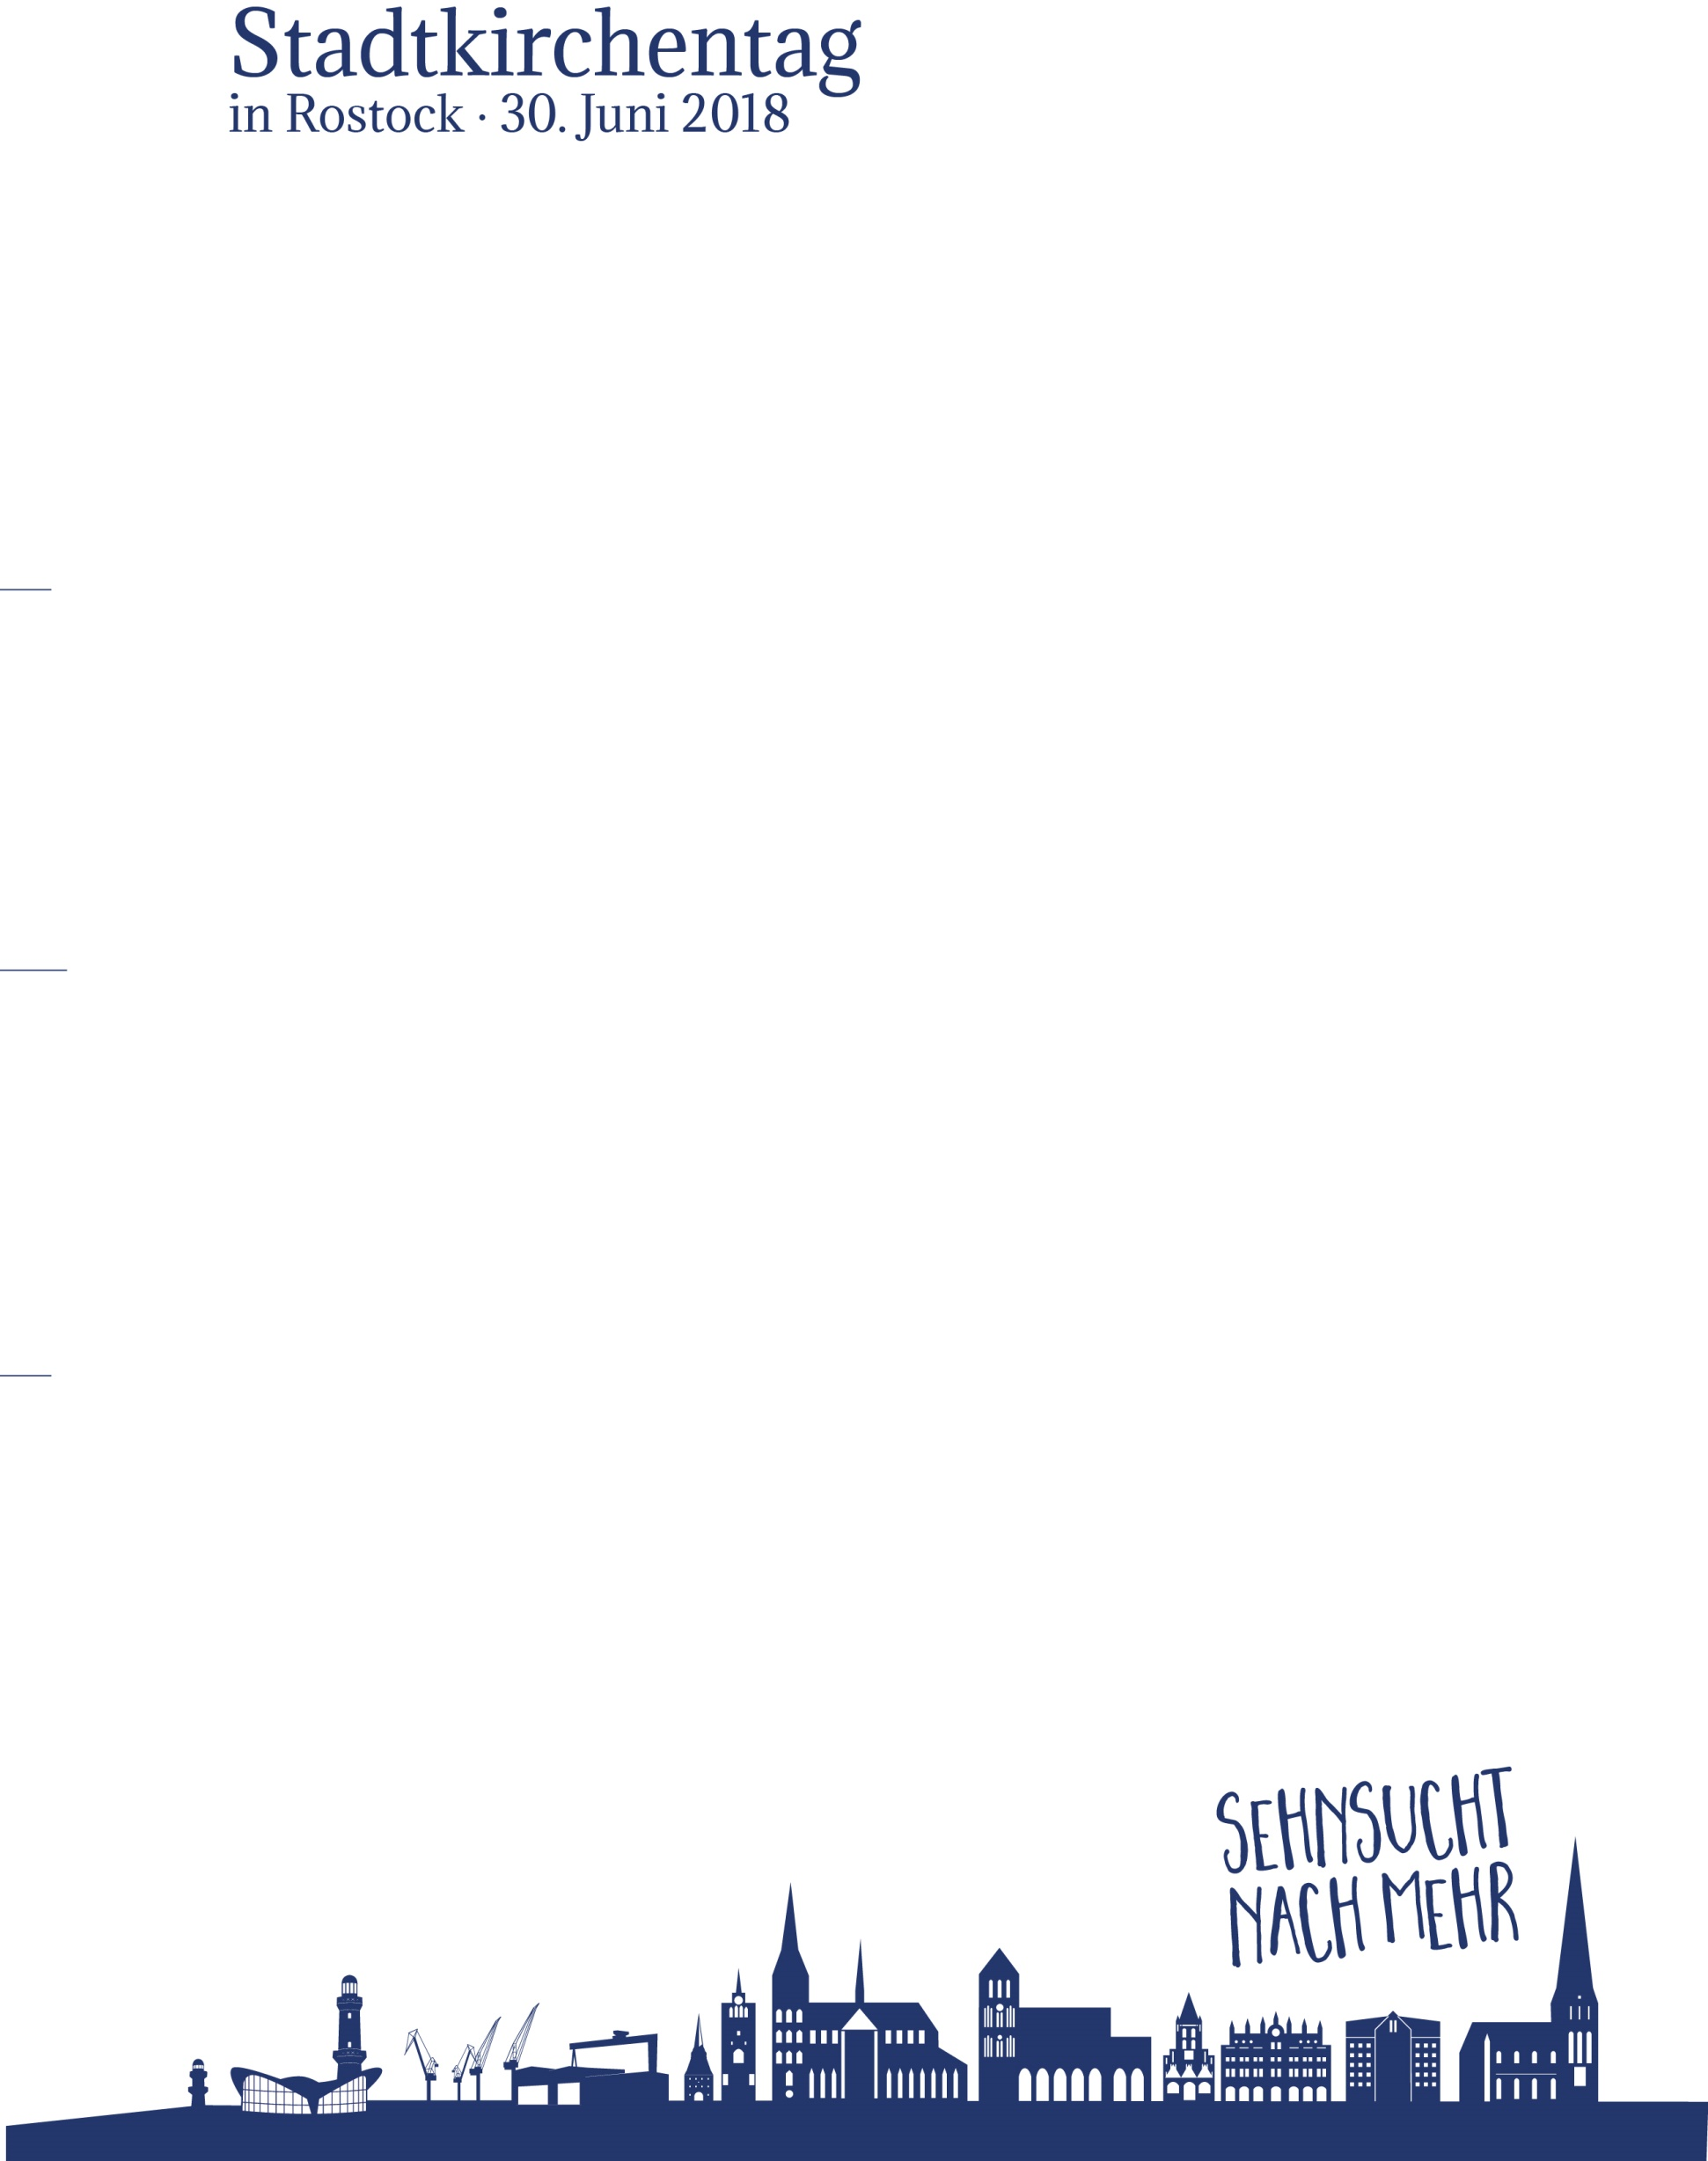 Stadtkirchentag
in Rostock · 30. Juni 2018
SEHNSUCHT
NACH MEHR